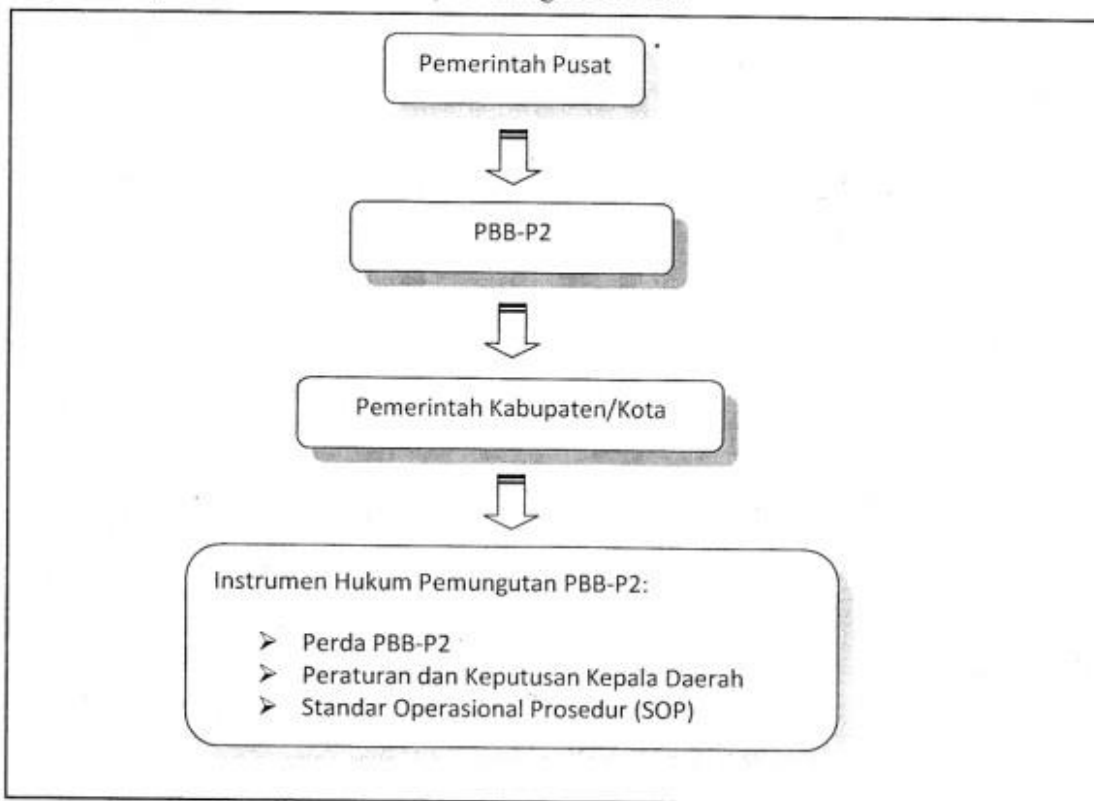 Pemerintah Pusat
PBB-P2
Pemerintah Kabupaten/Kota
Instrumen Hukum Pemungutan PBB-P2:
➢ Perda PBB-P2
➢ Peraturan dan Keputusan Kepala Daerah
➢ Standar Operasional Prosedur (SOP)